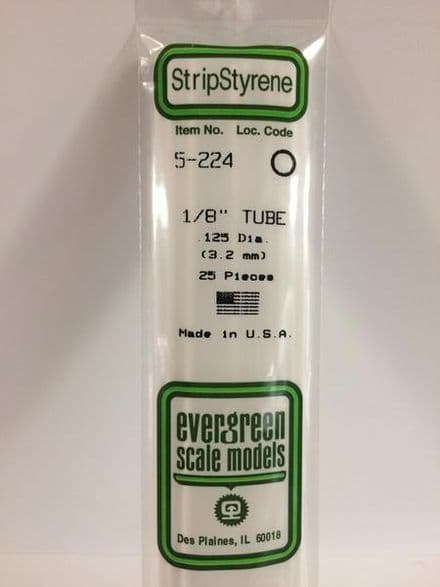 StripStyrene
Item No. Loc. Code
S-224
1/8" TUBE
.125 Dia.
(3.2 mm)
25 Pieces
Made in U.S.A.
evergreen
scale models
Des Plaines, IL 60018